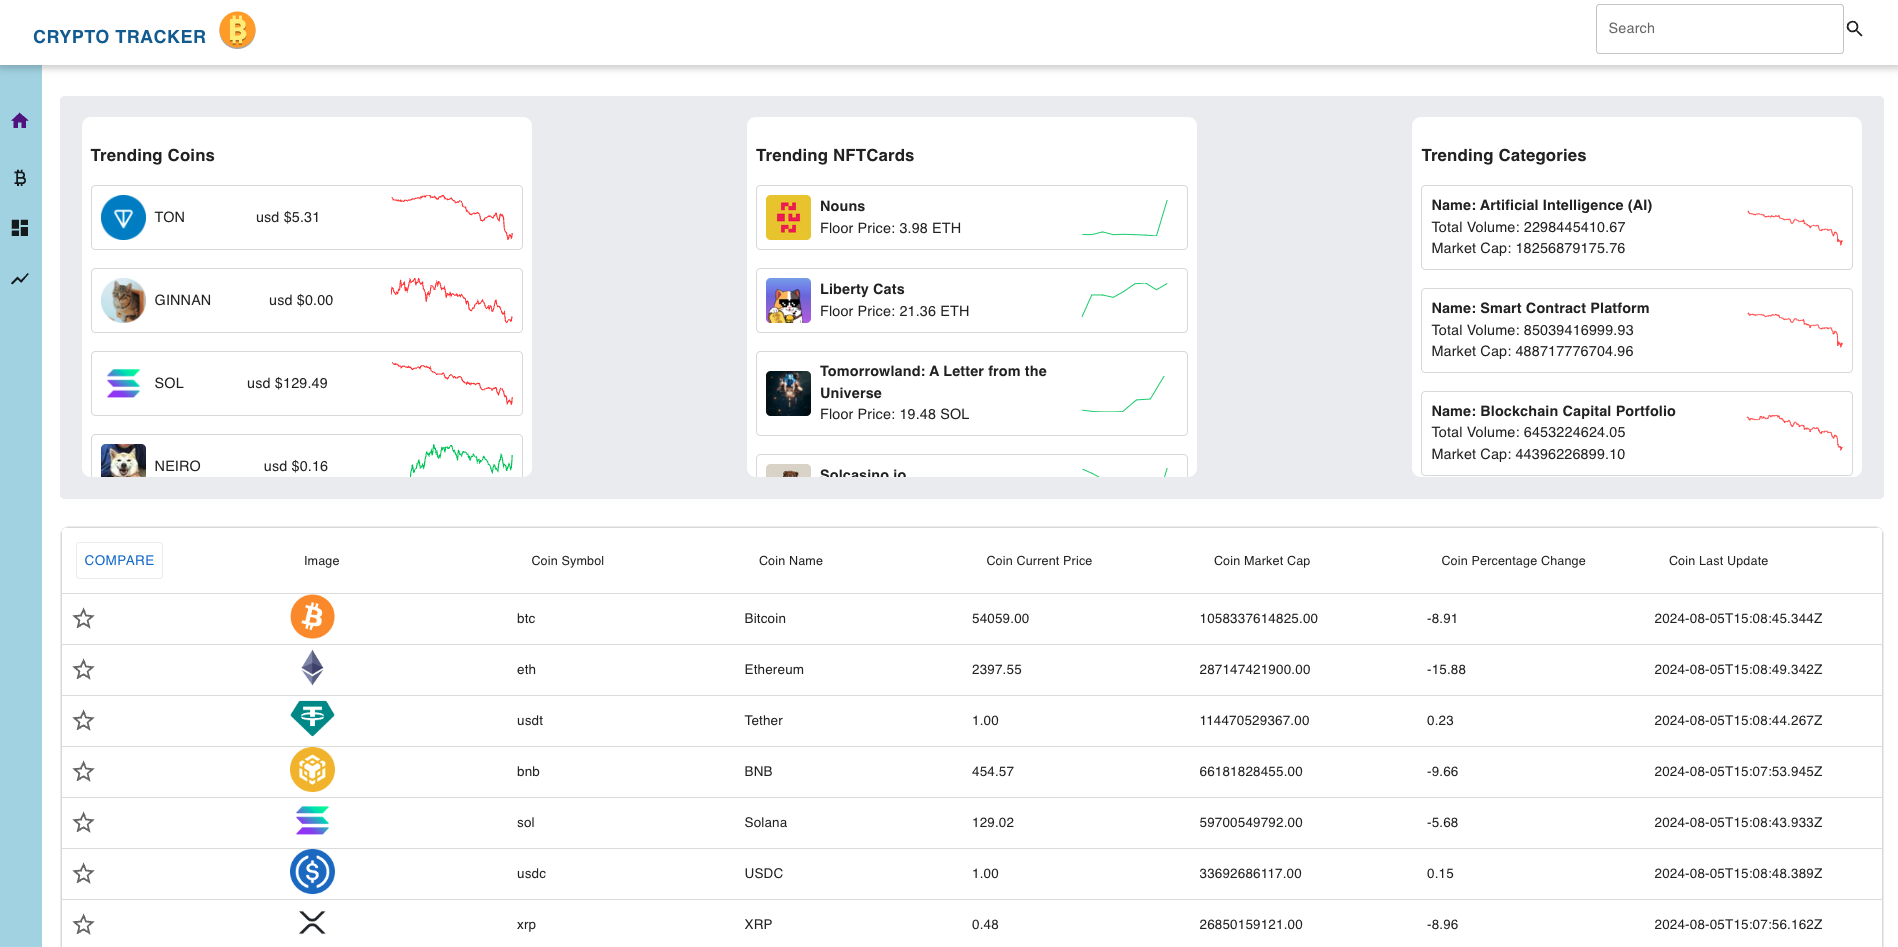 CRYPTO TRACKER
Search
Trending Coins
TON usd $5.31
GINNAN usd $0.00
SOL usd $129.49
NEIRO usd $0.16
Trending NFTCards
Nouns
Floor Price: 3.98 ETH
Liberty Cats
Floor Price: 21.36 ETH
Tomorrowland: A Letter from the
Universe
Floor Price: 19.48 SOL
Solcasino.io
Trending Categories
Name: Artificial Intelligence (AI)
Total Volume: 2298445410.67
Market Cap: 18256879175.76
Name: Smart Contract Platform
Total Volume: 85039416999.93
Market Cap: 488717776704.96
Name: Blockchain Capital Portfolio
Total Volume: 6453224624.05
Market Cap: 44396226899.10
COMPARE Image Coin Symbol Coin Name Coin Current Price Coin Market Cap Coin Percentage Change Coin Last Update
btc Bitcoin 54059.00 1058337614825.00 -8.91 2024-08-05T15:08:45.344Z
eth Ethereum 2397.55 287147421900.00 -15.88 2024-08-05T15:08:49.342Z
usdt Tether 1.00 114470529367.00 0.23 2024-08-05T15:08:44.267Z
bnb BNB 454.57 66181828455.00 -9.66 2024-08-05T15:07:53.945Z
sol Solana 129.02 59700549792.00 -5.68 2024-08-05T15:08:43.933Z
usdc USDC 1.00 33692686117.00 0.15 2024-08-05T15:08:48.389Z
xrp XRP 0.48 26850159121.00 -8.96 2024-08-05T15:07:56.162Z